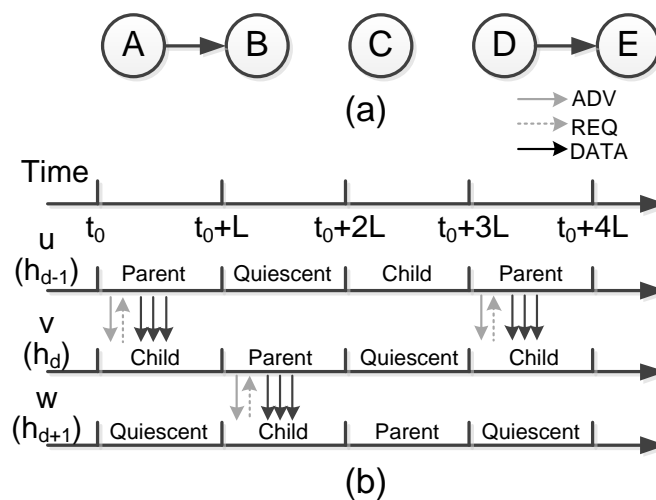 A B C D E
(a)
ADV
REQ
DATA
Time
t0 t0+L t0+2L t0+3L t0+4L
u
(hd-1) Parent Quiescent Child Parent
v
(hd) Child Parent Quiescent Child
w
(hd+1) Quiescent Child Parent Quiescent
(b)